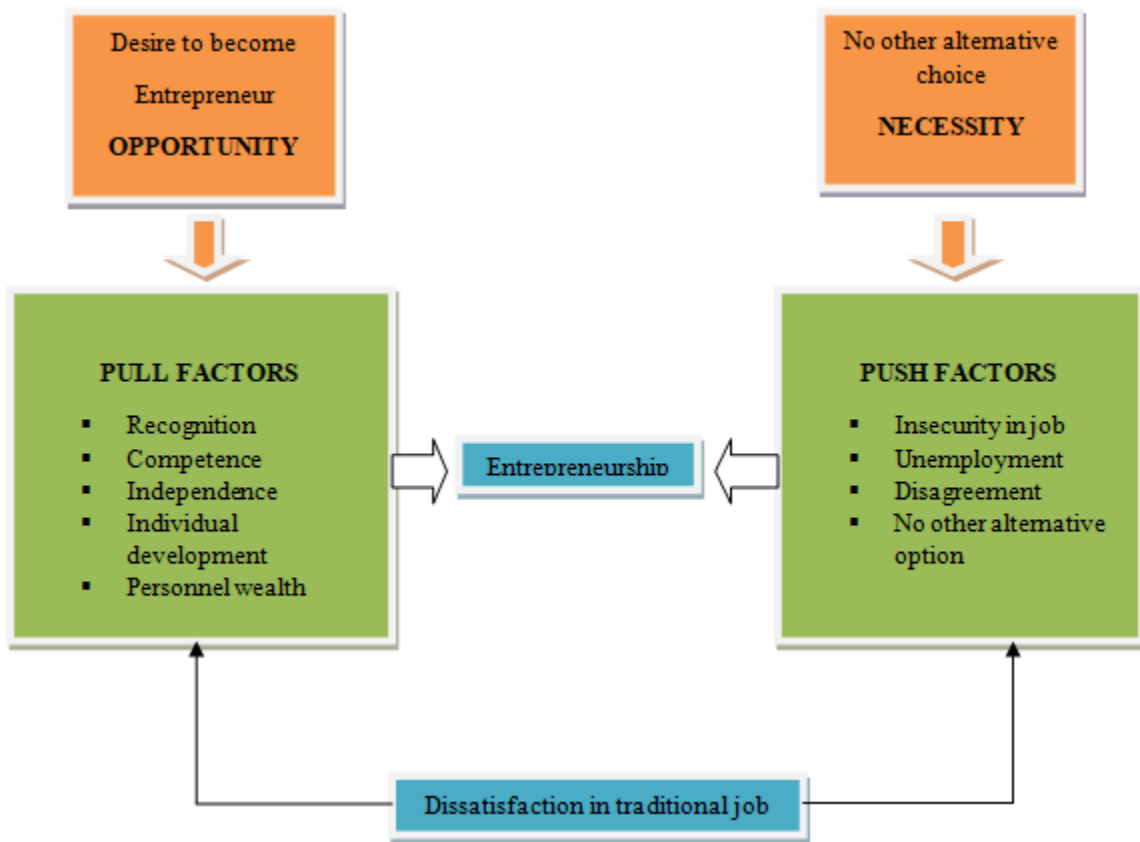 Desire to become
Entrepreneur
OPPORTUNITY
No other alternative
choice
NECESSITY
PULL FACTORS
▪ Recognition
▪ Competence
▪ Independence
▪ Individual
development
▪ Personnel wealth
Entrepreneurship
PUSH FACTORS
▪ Insecurity in job
▪ Unemployment
▪ Disagreement
▪ No other alternative
option
Dissatisfaction in traditional job